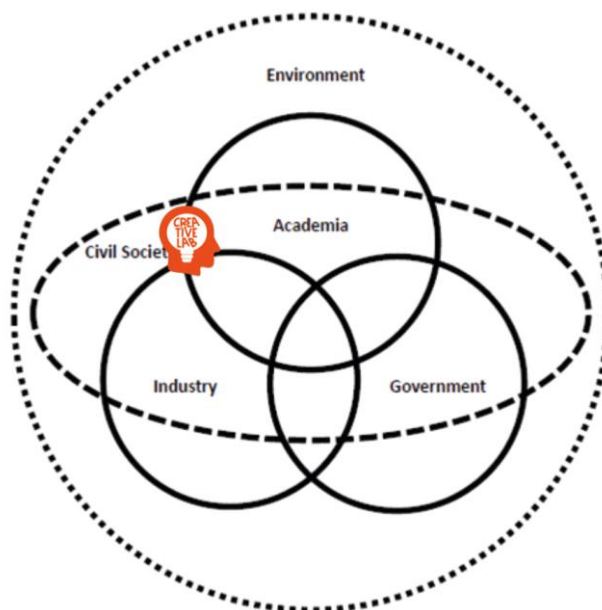 Environment
CREA
TIVE
LAB
Academia
Civil Societ
Industry
Government